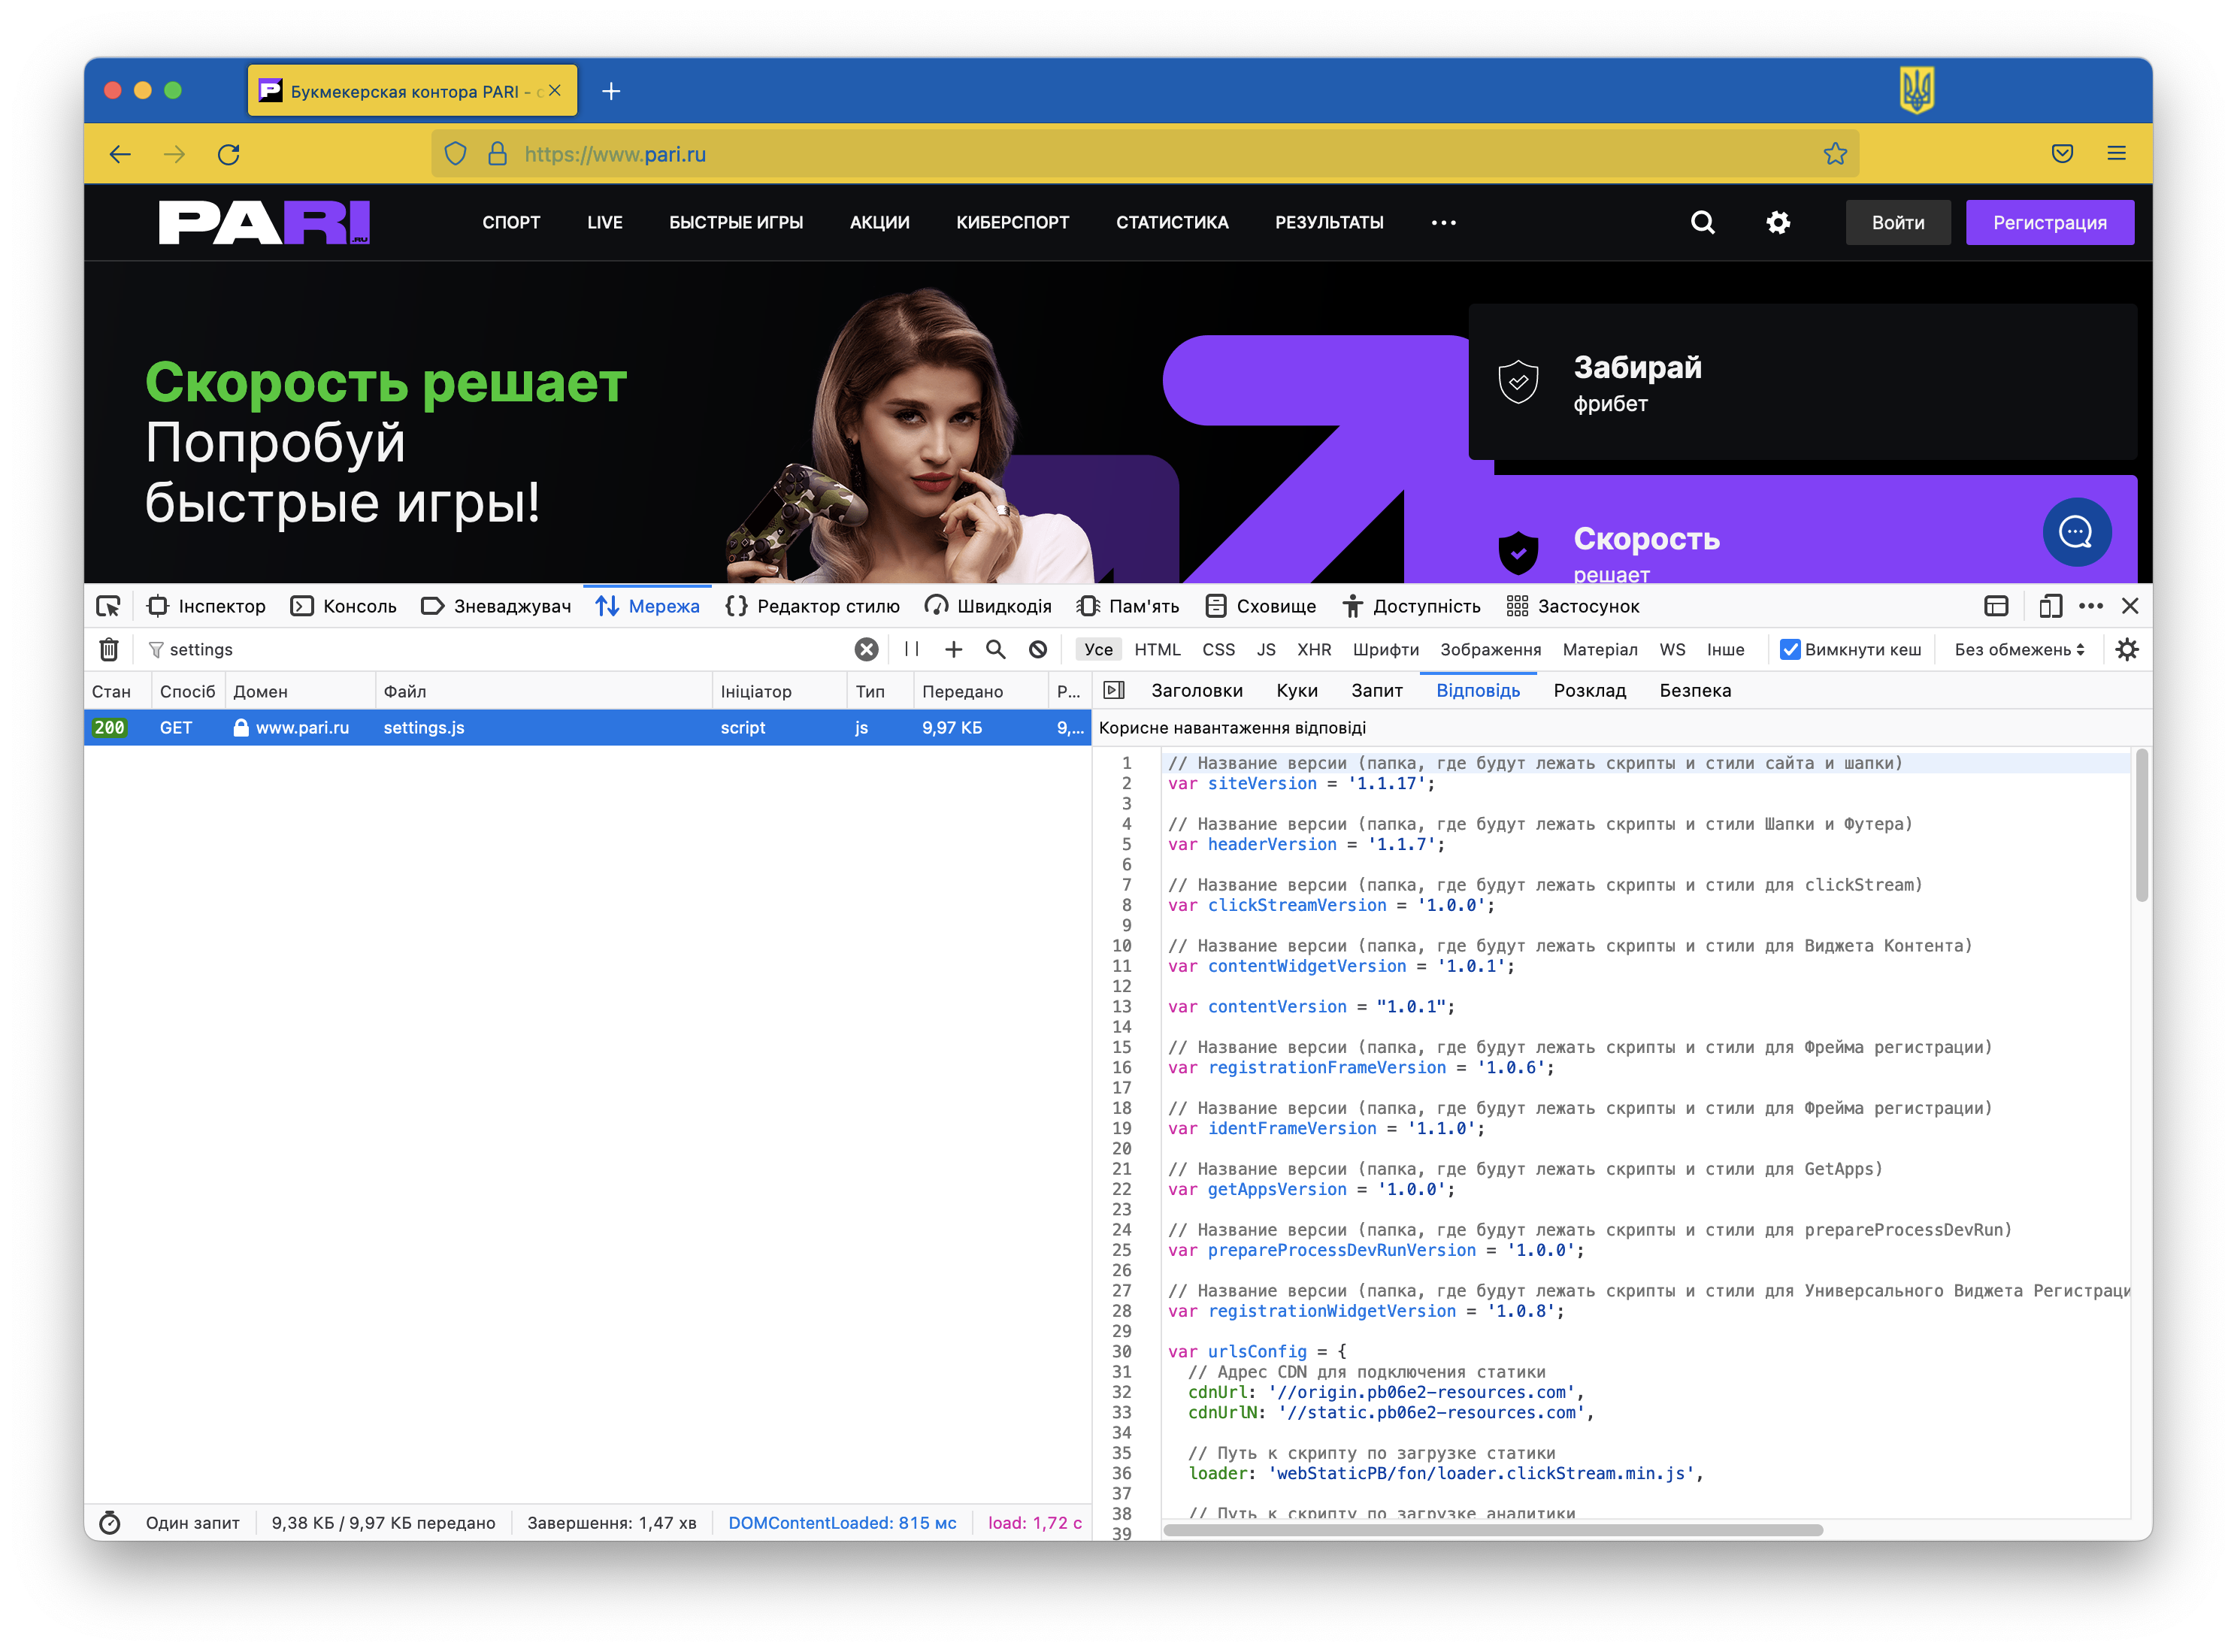 Букмекерская контора PARI - с
https://www.pari.ru
PARI.RU
СПОРТ LIVE БЫСТРЫЕ ИГРЫ АКЦИИ КИБЕРСПОРТ СТАТИСТИКА РЕЗУЛЬТАТЫ
Войти Регистрация
Скорость решает
Попробуй
быстрые игры!
Забирай
фрибет
Скорость
решает
Інспектор Консоль Зневаджувач Мережа Редактор стилю Швидкодія Пам'ять Сховище Доступність Застосунок
settings Усе HTML CSS JS XHR Шрифти Зображення Матеріал WS Інше Вимкнути кеш Без обмежень
Стан Спосіб Домен Файл Ініціатор Тип Передано Р...
200 GET www.pari.ru settings.js script js 9,97 КБ 9,...
Заголовки Куки Запит Відповідь Розклад Безпека
Корисне навантаження відповіді
1 // Название версии (папка, где будут лежать скрипты и стили сайта и шапки)
2 var siteVersion = '1.1.17';
3
4 // Название версии (папка, где будут лежать скрипты и стили Шапки и Футера)
5 var headerVersion = '1.1.7';
6
7 // Название версии (папка, где будут лежать скрипты и стили для clickStream)
8 var clickStreamVersion = '1.0.0';
9
10 // Название версии (папка, где будут лежать скрипты и стили для Виджета Контента)
11 var contentWidgetVersion = '1.0.1';
12
13 var contentVersion = "1.0.1";
14
15 // Название версии (папка, где будут лежать скрипты и стили для Фрейма регистрации)
16 var registrationFrameVersion = '1.0.6';
17
18 // Название версии (папка, где будут лежать скрипты и стили для Фрейма регистрации)
19 var identFrameVersion = '1.1.0';
20
21 // Название версии (папка, где будут лежать скрипты и стили для GetApps)
22 var getAppsVersion = '1.0.0';
23
24 // Название версии (папка, где будут лежать скрипты и стили для prepareProcessDevRun)
25 var prepareProcessDevRunVersion = '1.0.0';
26
27 // Название версии (папка, где будут лежать скрипты и стили для Универсального Виджета Регистраци
28 var registrationWidgetVersion = '1.0.8';
29
30 var urlsConfig = {
31 // Адрес CDN для подключения статики
32 cdnUrl: '//origin.pb06e2-resources.com',
33 cdnUrlN: '//static.pb06e2-resources.com',
34
35 // Путь к скрипту по загрузке статики
36 loader: 'webStaticPB/fon/loader.clickStream.min.js',
37
38 // Путь к скрипту по загрузке аналитики
39
Один запит 9,38 КБ / 9,97 КБ передано Завершення: 1,47 хв DOMContentLoaded: 815 мс load: 1,72 с